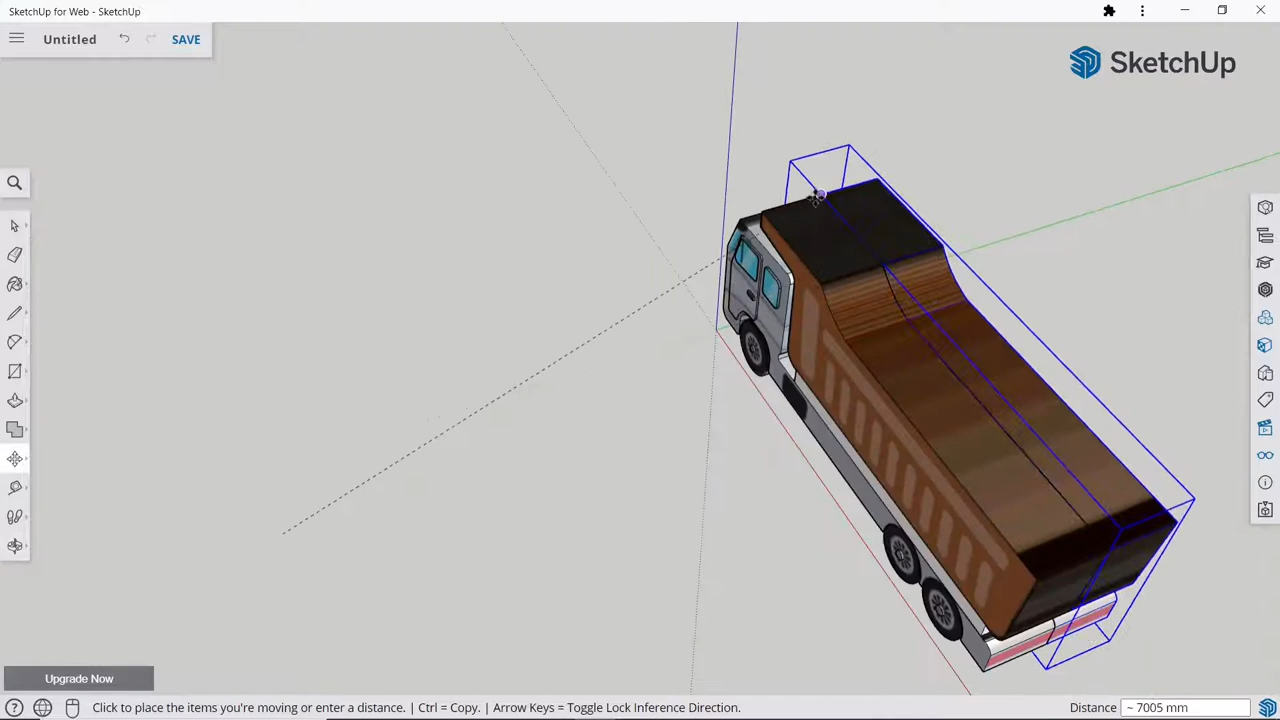 SketchUp for Web - SketchUp
Untitled
SAVE
SketchUp
Upgrade Now
Click to place the items you're moving or enter a distance. | Ctrl = Copy. | Arrow Keys = Toggle Lock Inference Direction.
Distance
~ 7005 mm